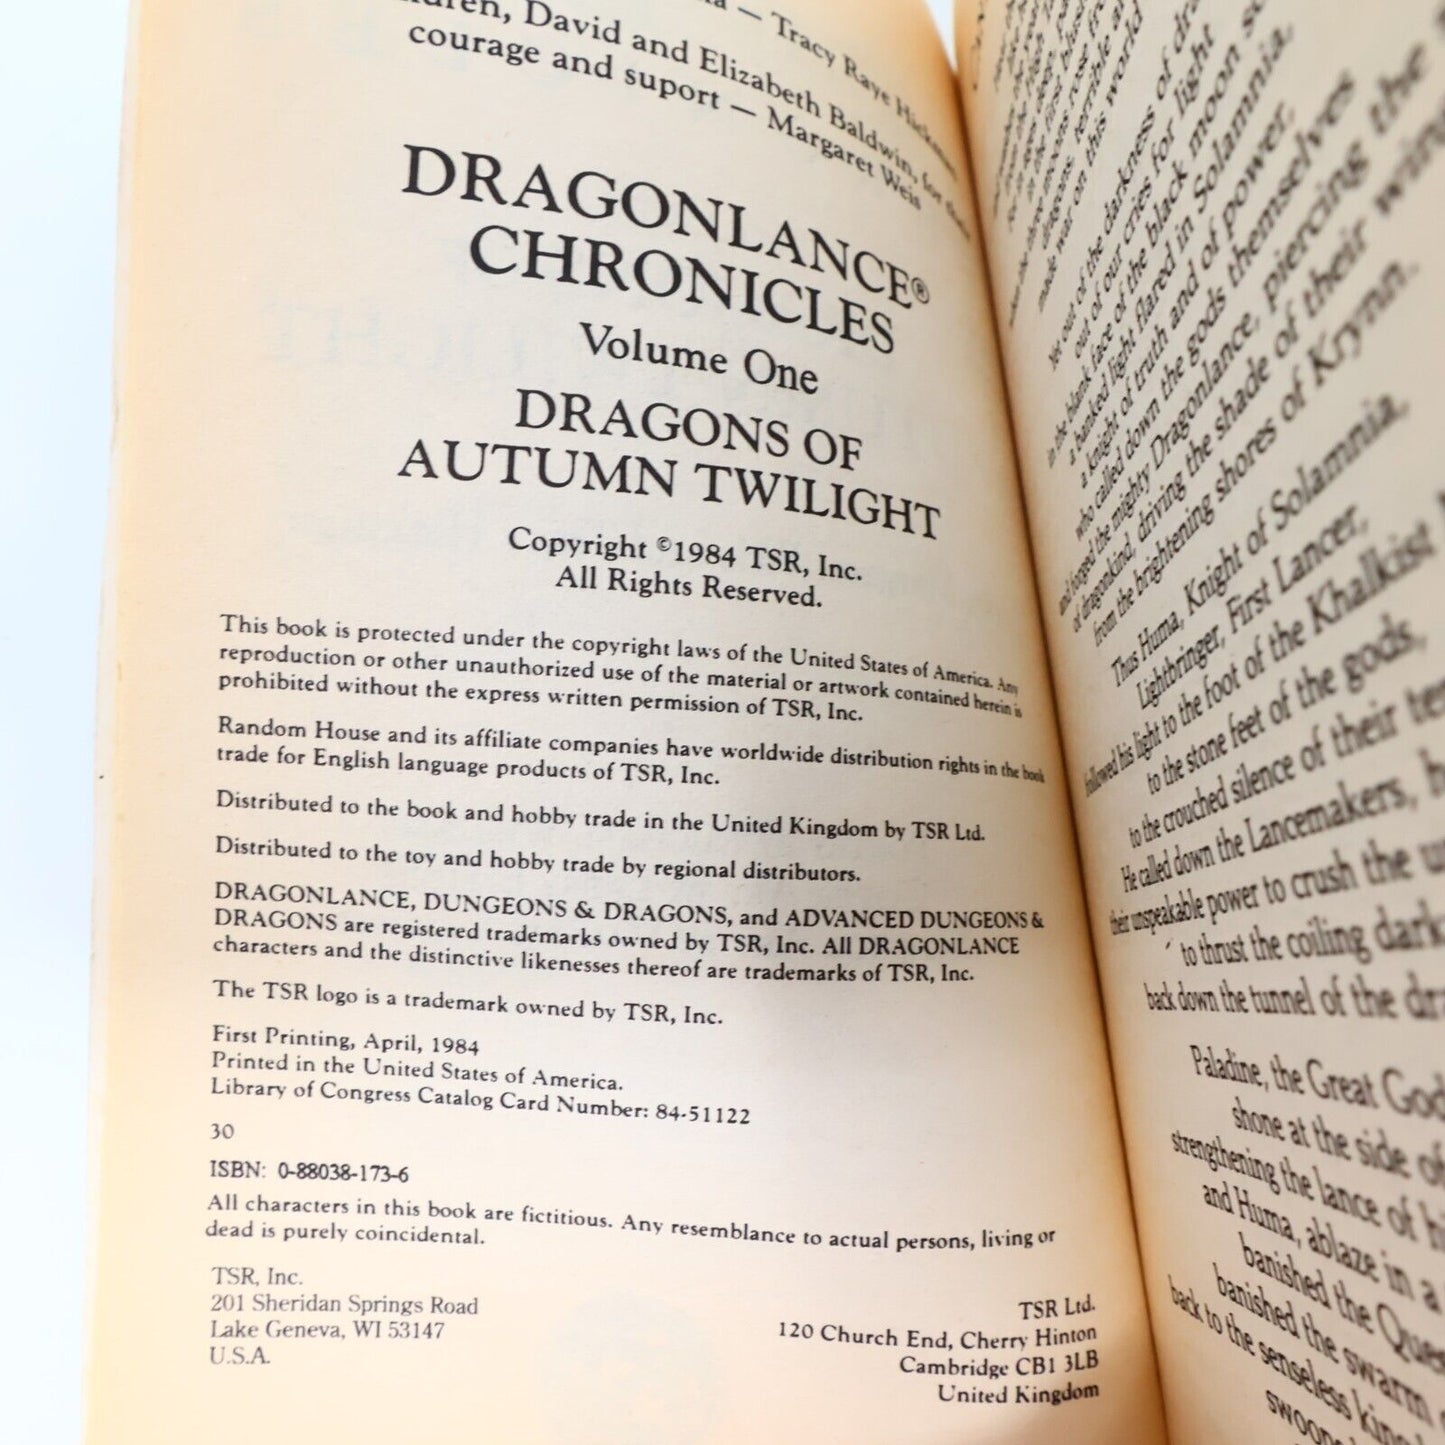 — Tracy Raye Hickman
David and Elizabeth Baldwin, for their
courage and suport — Margaret Weis
DRAGONLANCE®
CHRONICLES
Volume One
DRAGONS OF
AUTUMN TWILIGHT
Copyright ©1984 TSR, Inc.
All Rights Reserved.
This book is protected under the copyright laws of the United States of America. Any
reproduction or other unauthorized use of the material or artwork contained herein is
prohibited without the express written permission of TSR, Inc.
Random House and its affiliate companies have worldwide distribution rights in the book
trade for English language products of TSR, Inc.
Distributed to the book and hobby trade in the United Kingdom by TSR Ltd.
Distributed to the toy and hobby trade by regional distributors.
DRAGONLANCE, DUNGEONS & DRAGONS, and ADVANCED DUNGEONS &
DRAGONS are registered trademarks owned by TSR, Inc. All DRAGONLANCE
characters and the distinctive likenesses thereof are trademarks of TSR, Inc.
The TSR logo is a trademark owned by TSR, Inc.
First Printing, April, 1984
Printed in the United States of America.
Library of Congress Catalog Card Number: 84-51122
30
ISBN: 0-88038-173-6
All characters in this book are fictitious. Any resemblance to actual persons, living or
dead is purely coincidental.
TSR, Inc.
201 Sheridan Springs Road
Lake Geneva, WI 53147
U.S.A.
TSR Ltd.
120 Church End, Cherry Hinton
Cambridge CB1 3LB
United Kingdom
made war on this world
Yet out of the darkness of
out of our cries for light
in the blank face of the black moon
a banked light flared in Solamnia,
a knight of truth and of power,
who called down the gods themselves
and forged the mighty Dragonlance, piercing the
of dragonkind, driving the shade of their
from the brightening shores of Krynn.
Thus Huma, Knight of Solamnia,
Lightbringer, First Lancer,
followed his light to the foot of the Khalkist
to the stone feet of the gods,
to the crouched silence of their
He called down the Lancemakers,
their unspeakable power to crush the
to thrust the coiling
back down the tunnel of the
Paladine, the Great
shone at the side of
strengthening the lance of
and Huma, ablaze in a
banished the
banished the swarm
back to the senseless